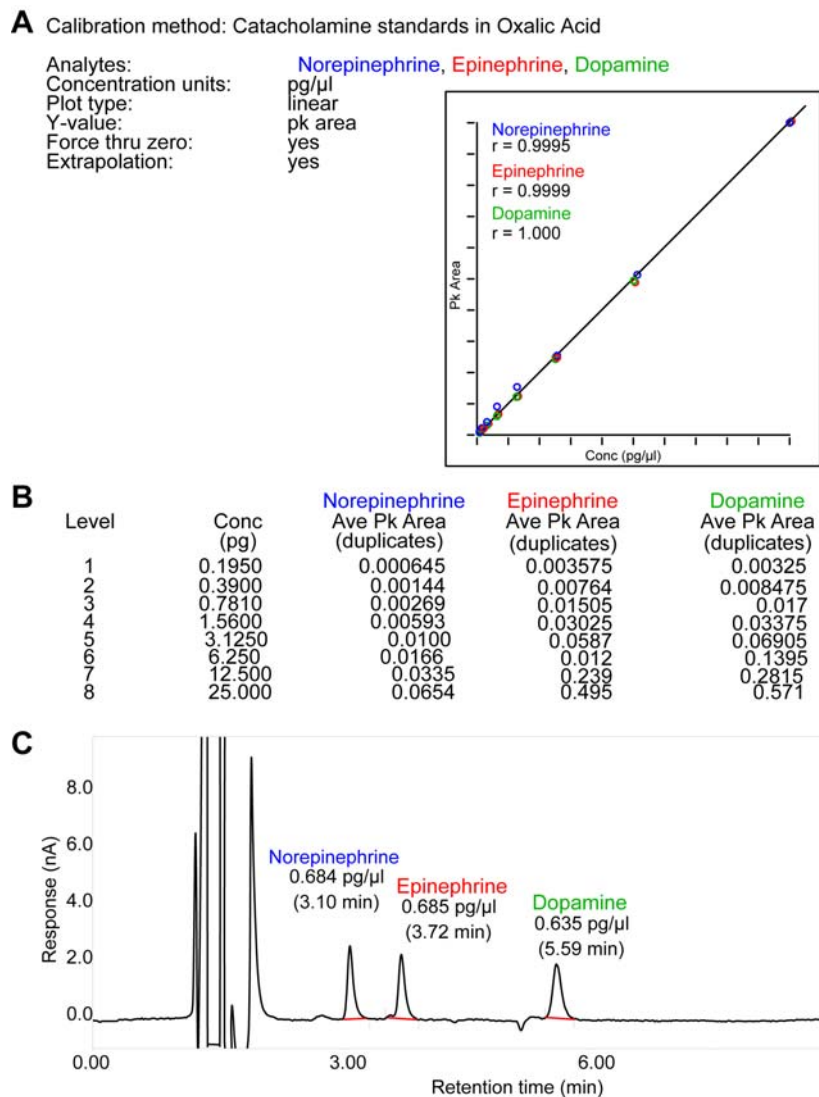 A Calibration method: Catacholamine standards in Oxalic Acid
Analytes: Norepinephrine, Epinephrine, Dopamine
Concentration units: pg/µl
Plot type: linear
Y-value: pk area
Force thru zero: yes
Extrapolation: yes
Norepinephrine
r = 0.9995
Epinephrine
r = 0.9999
Dopamine
r = 1.000
Pk Area
Conc (pg/µl)
B
Norepinephrine Epinephrine Dopamine
Level Conc Ave Pk Area Ave Pk Area Ave Pk Area
(pg) (duplicates) (duplicates) (duplicates)
1 0.1950 0.000645 0.003575 0.00325
2 0.3900 0.00144 0.00764 0.008475
3 0.7810 0.00269 0.01505 0.017
4 1.5600 0.00593 0.03025 0.03375
5 3.1250 0.0100 0.0587 0.06905
6 6.250 0.0166 0.012 0.1395
7 12.500 0.0335 0.239 0.2815
8 25.000 0.0654 0.495 0.571
C
8.0
6.0
4.0
2.0
0.0
Response (nA)
Norepinephrine
0.684 pg/µl
(3.10 min)
Epinephrine
0.685 pg/µl
(3.72 min)
Dopamine
0.635 pg/µl
(5.59 min)
0.00 3.00 6.00
Retention time (min)